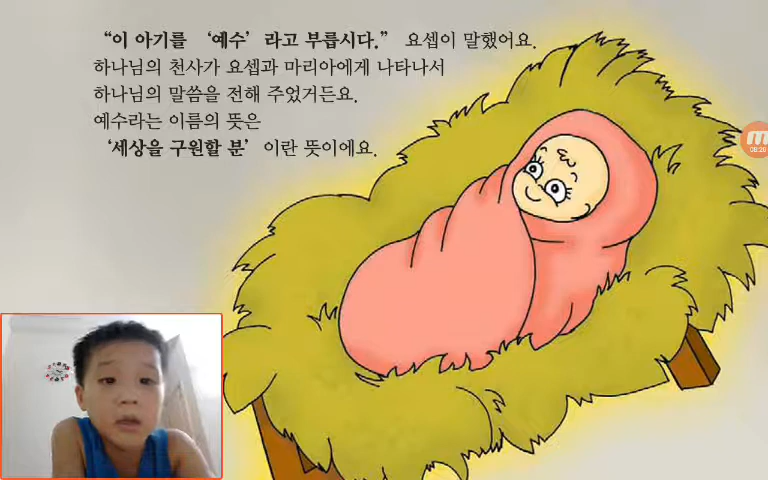 “이 아기를 ‘예수’ 라고 부릅시다.” 요셉이 말했어요.
하나님의 천사가 요셉과 마리아에게 나타나서
하나님의 말씀을 전해 주었거든요.
예수라는 이름의 뜻은
‘세상을 구원할 분’ 이란 뜻이에요.
08:20